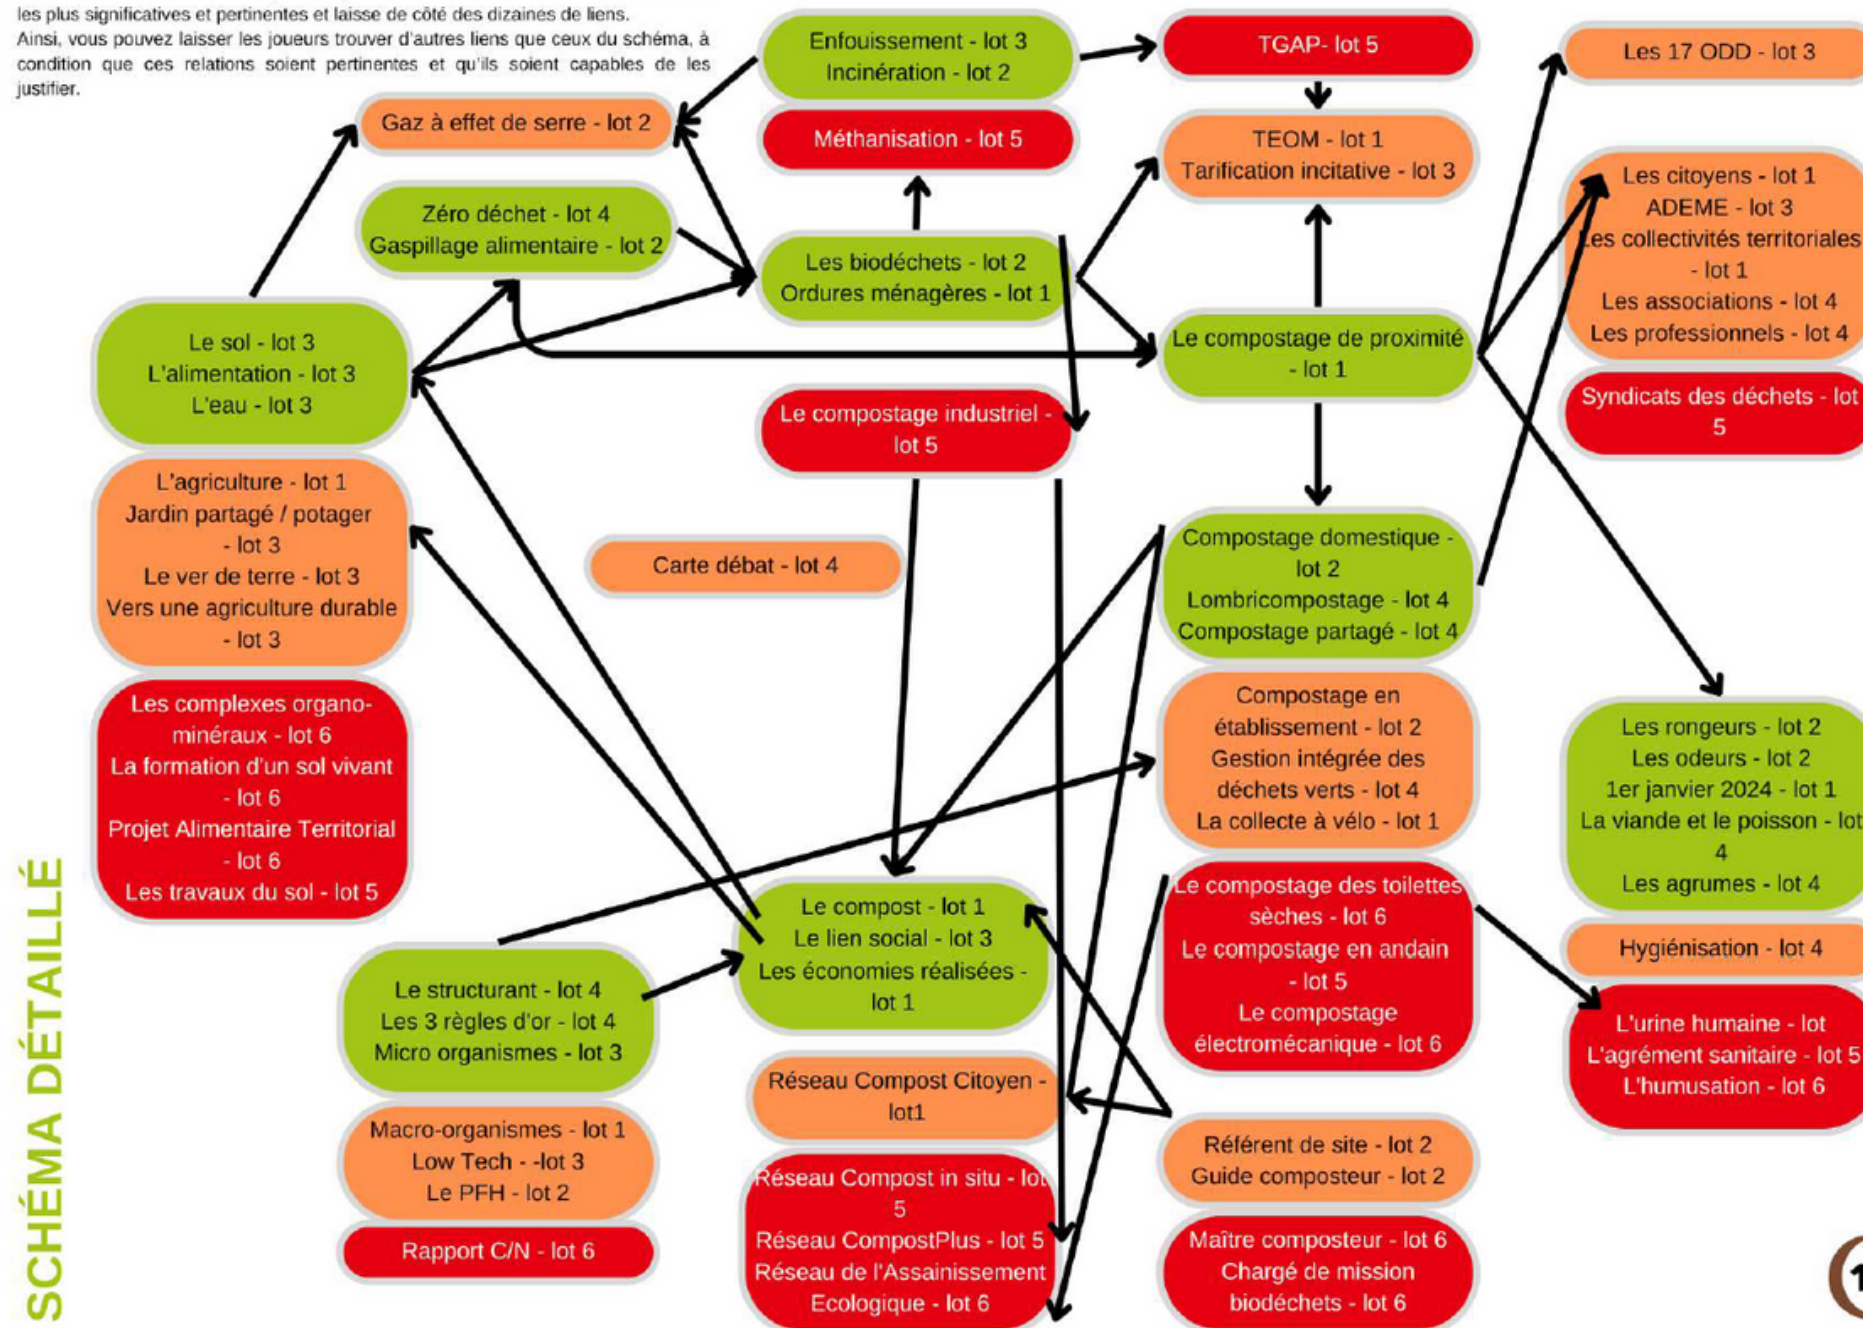 les plus significatives et pertinentes et laisse de côté des dizaines de liens.
Ainsi, vous pouvez laisser les joueurs trouver d'autres liens que ceux du schéma, à
condition que ces relations soient pertinentes et qu'ils soient capables de les
justifier.
Enfouissement - lot 3
Incinération - lot 2
TGAP- lot 5
Les 17 ODD - lot 3
Gaz à effet de serre - lot 2
Méthanisation - lot 5
TEOM - lot 1
Tarification incitative - lot 3
Les citoyens - lot 1
ADEME - lot 3
Les collectivités territoriales
- lot 1
Les associations - lot 4
Les professionnels - lot 4
Zéro déchet - lot 4
Gaspillage alimentaire - lot 2
Les biodéchets - lot 2
Ordures ménagères - lot 1
Le sol - lot 3
L'alimentation - lot 3
L'eau - lot 3
Le compostage de proximité
- lot 1
Syndicats des déchets - lot
5
Le compostage industriel -
lot 5
L'agriculture - lot 1
Jardin partagé / potager
- lot 3
Le ver de terre - lot 3
Vers une agriculture durable
- lot 3
Carte débat - lot 4
Compostage domestique -
lot 2
Lombricompostage - lot 4
Compostage partagé - lot 4
Les complexes organo-
minéraux - lot 6
La formation d'un sol vivant
- lot 6
Projet Alimentaire Territorial
- lot 6
Les travaux du sol - lot 5
Compostage en
établissement - lot 2
Gestion intégrée des
déchets verts - lot 4
La collecte à vélo - lot 1
Les rongeurs - lot 2
Les odeurs - lot 2
1er janvier 2024 - lot 1
La viande et le poisson - lot
4
Les agrumes - lot 4
Le compost - lot 1
Le lien social - lot 3
Les économies réalisées -
lot 1
Le compostage des toilettes
sèches - lot 6
Le compostage en andain
- lot 5
Le compostage
électromécanique - lot 6
Hygiénisation - lot 4
Le structurant - lot 4
Les 3 règles d'or - lot 4
Micro organismes - lot 3
L'urine humaine - lot
L'agrément sanitaire - lot 5
L'humusation - lot 6
Réseau Compost Citoyen -
lot1
Macro-organismes - lot 1
Low Tech - -lot 3
Le PFH - lot 2
Référent de site - lot 2
Guide composteur - lot 2
Réseau Compost in situ - lot
5
Réseau CompostPlus - lot 5
Réseau de l'Assainissement
Ecologique - lot 6
Rapport C/N - lot 6
Maître composteur - lot 6
Chargé de mission
biodéchets - lot 6
SCHÉMA DÉTAILLÉ